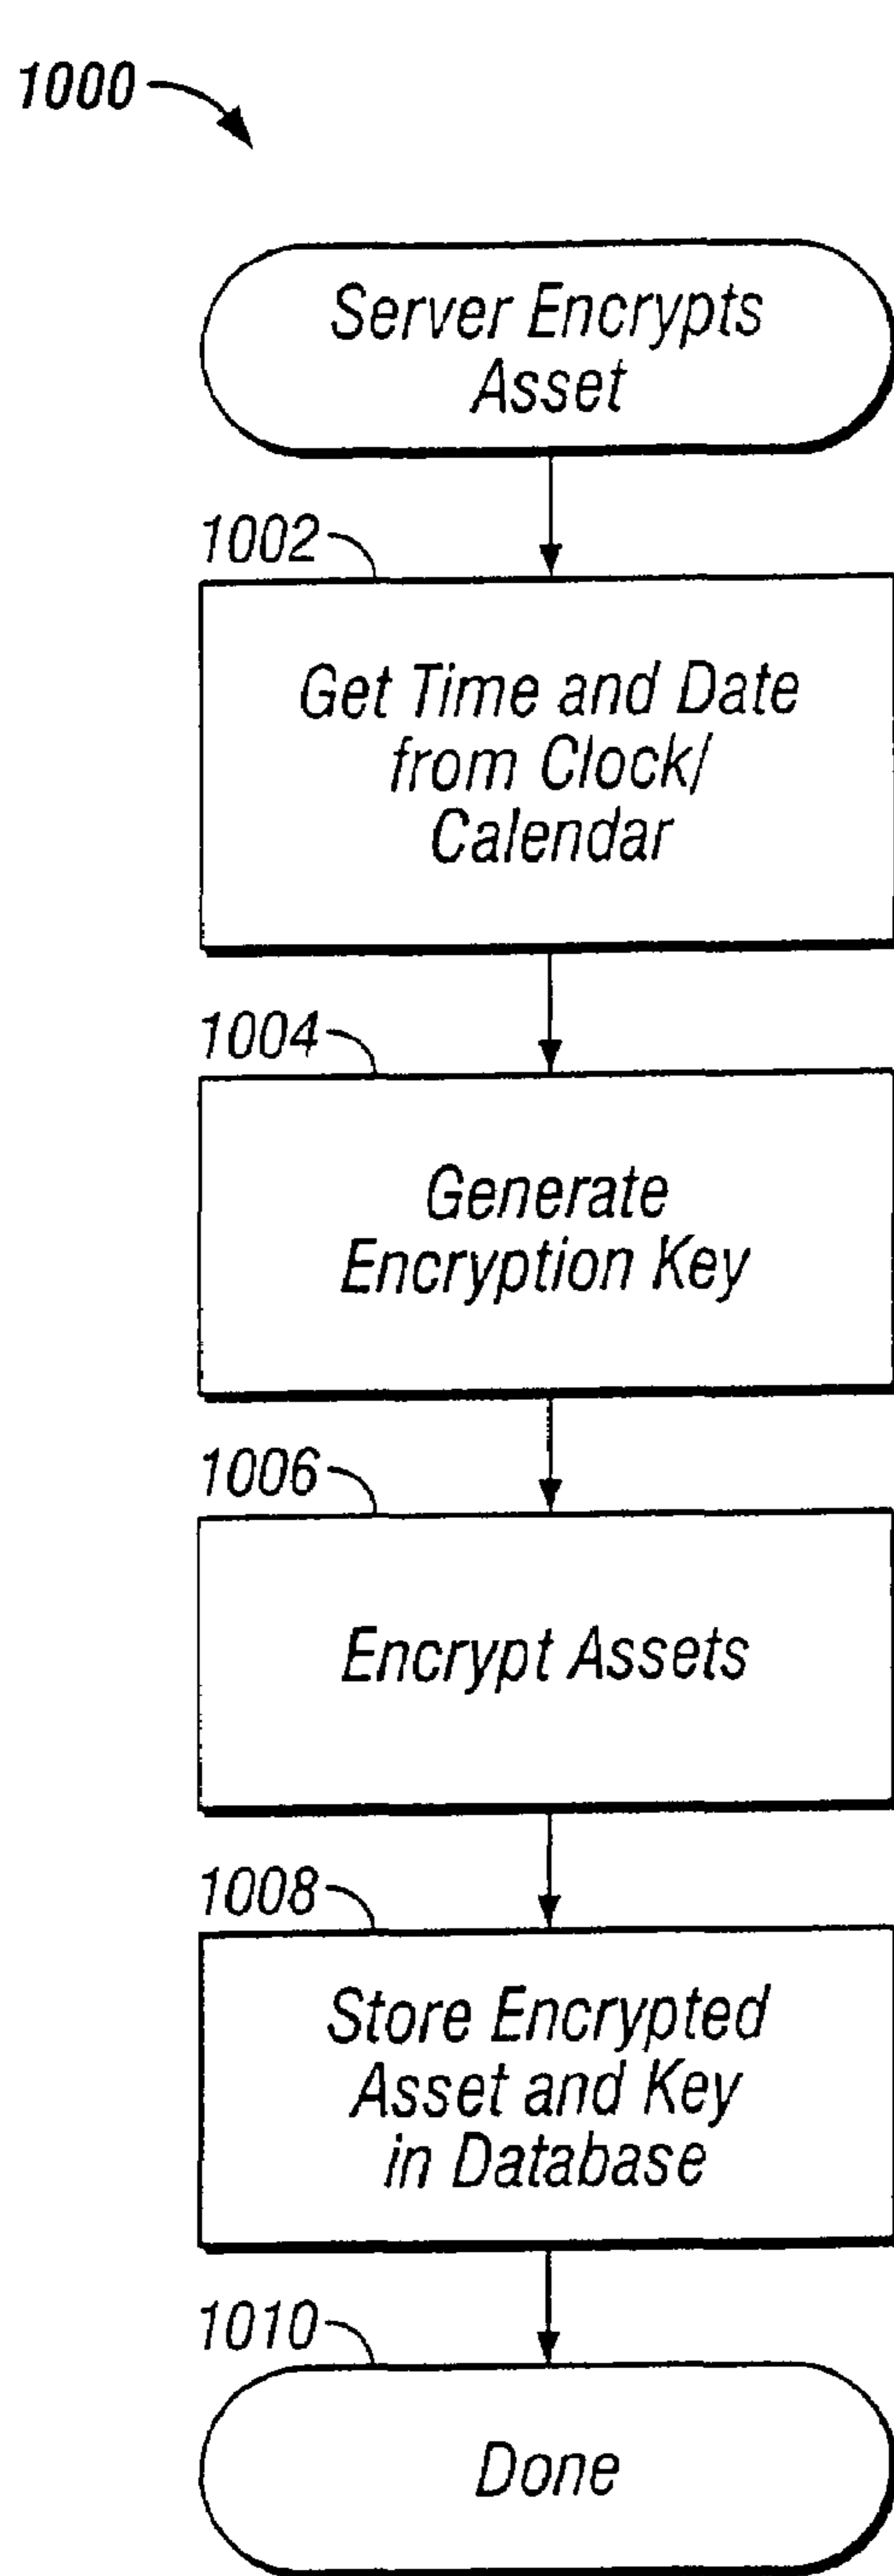 1000
Server Encrypts
Asset
1002
Get Time and Date
from Clock/
Calendar
1004
Generate
Encryption Key
1006
Encrypt Assets
1008
Store Encrypted
Asset and Key
in Database
1010
Done